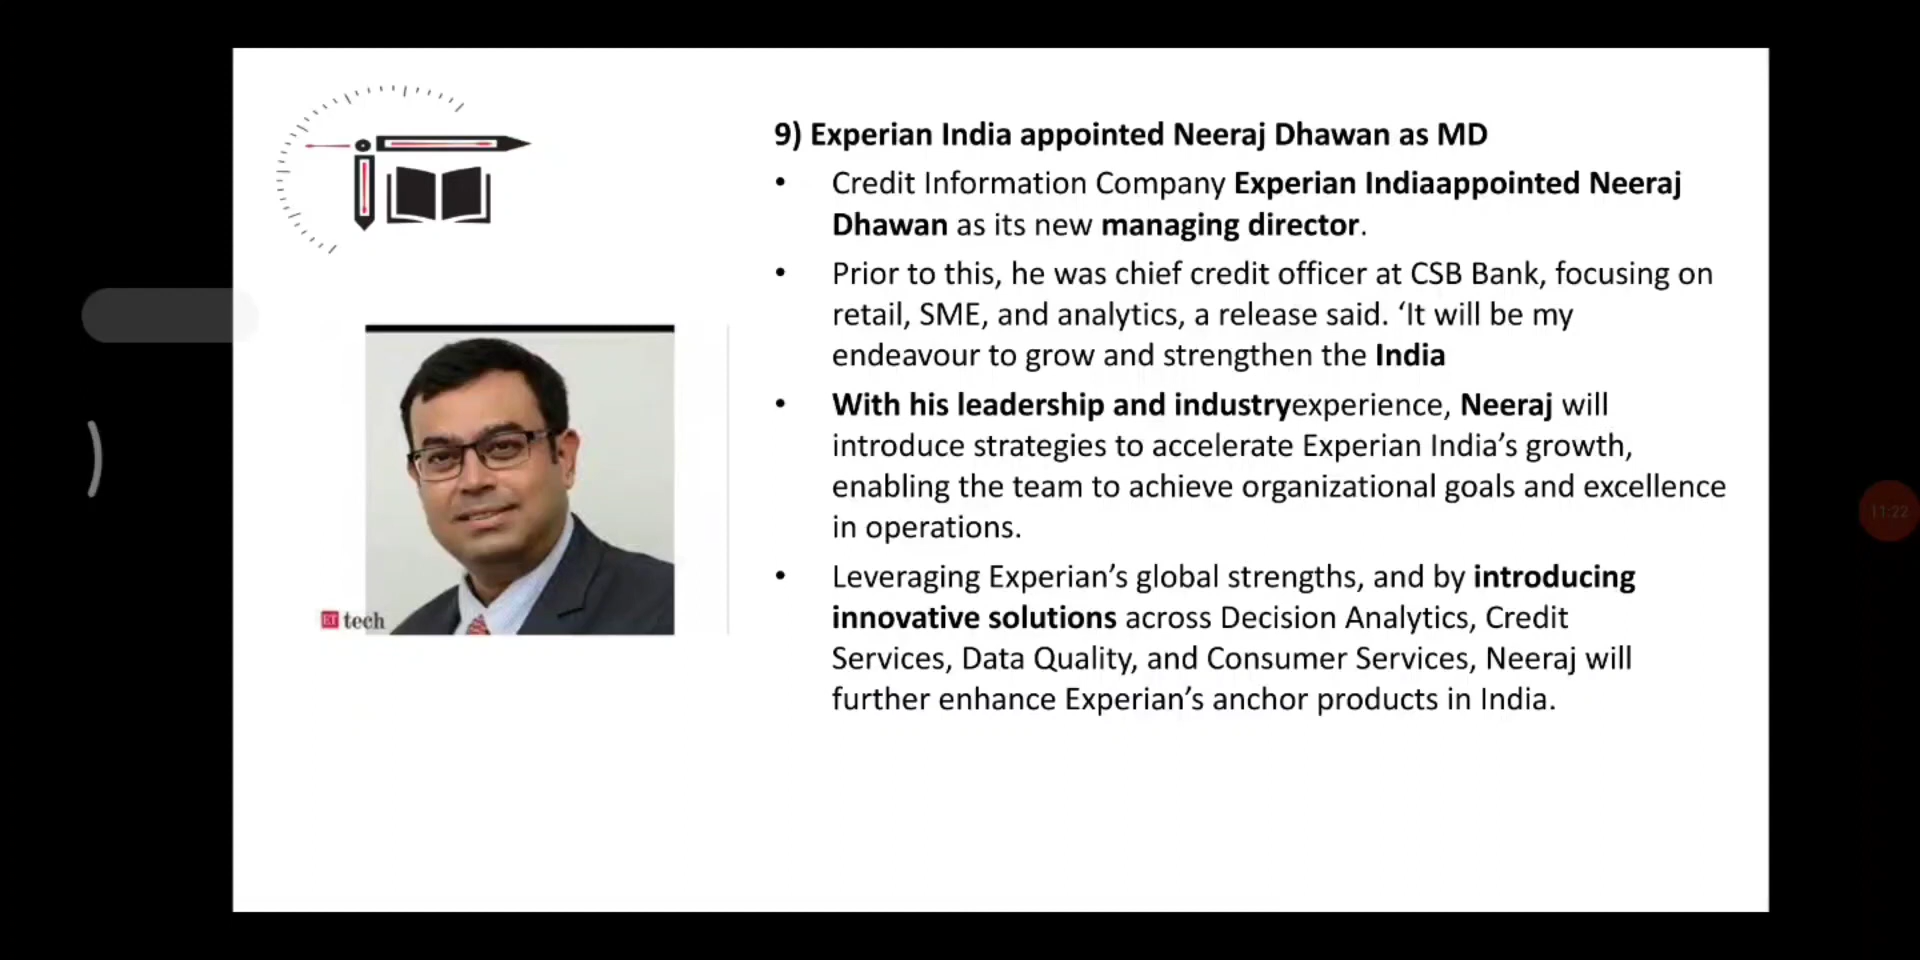 9) Experian India appointed Neeraj Dhawan as MD
• Credit Information Company Experian Indiaappointed Neeraj
Dhawan as its new managing director.
• Prior to this, he was chief credit officer at CSB Bank, focusing on
retail, SME, and analytics, a release said. ‘It will be my
endeavour to grow and strengthen the India
• With his leadership and industryexperience, Neeraj will
introduce strategies to accelerate Experian India’s growth,
enabling the team to achieve organizational goals and excellence
in operations.
• Leveraging Experian’s global strengths, and by introducing
innovative solutions across Decision Analytics, Credit
Services, Data Quality, and Consumer Services, Neeraj will
further enhance Experian’s anchor products in India.
ET tech
11:22